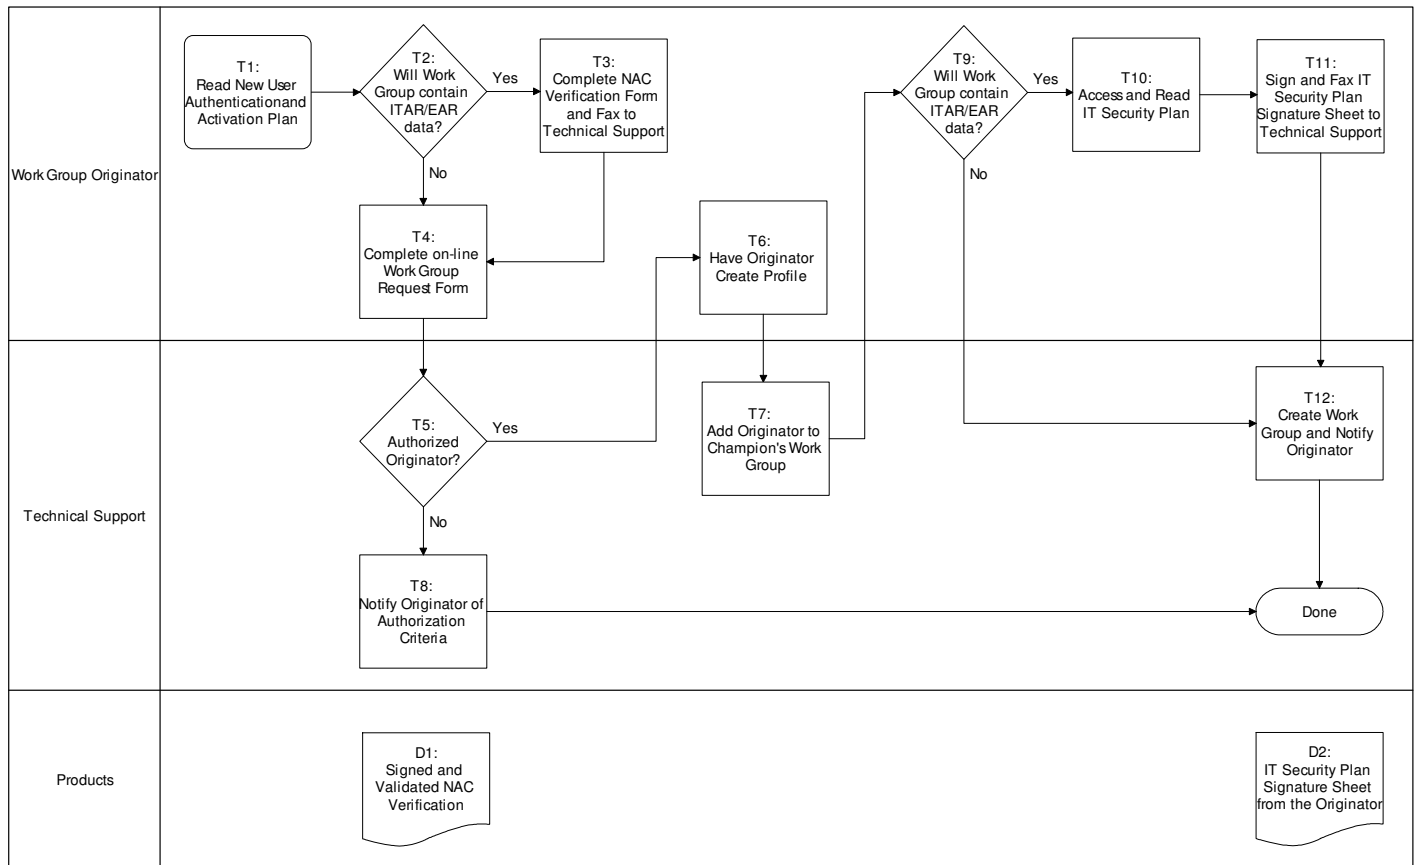 Work Group Originator
T1:
Read New User
Authenticationand
Activation Plan
T2:
Will Work
Group contain
ITAR/EAR
data?
Yes
No
T3:
Complete NAC
Verification Form
and Fax to
Technical Support
T4:
Complete on-line
Work Group
Request Form
T6:
Have Originator
Create Profile
T9:
Will Work
Group contain
ITAR/EAR
data?
Yes
No
T10:
Access and Read
IT Security Plan
T11:
Sign and Fax IT
Security Plan
Signature Sheet to
Technical Support
Technical Support
T5:
Authorized
Originator?
Yes
No
T7:
Add Originator to
Champion's Work
Group
T12:
Create Work
Group and Notify
Originator
T8:
Notify Originator of
Authorization
Criteria
Done
Products
D1:
Signed and
Validated NAC
Verification
D2:
IT Security Plan
Signature Sheet
from the Originator